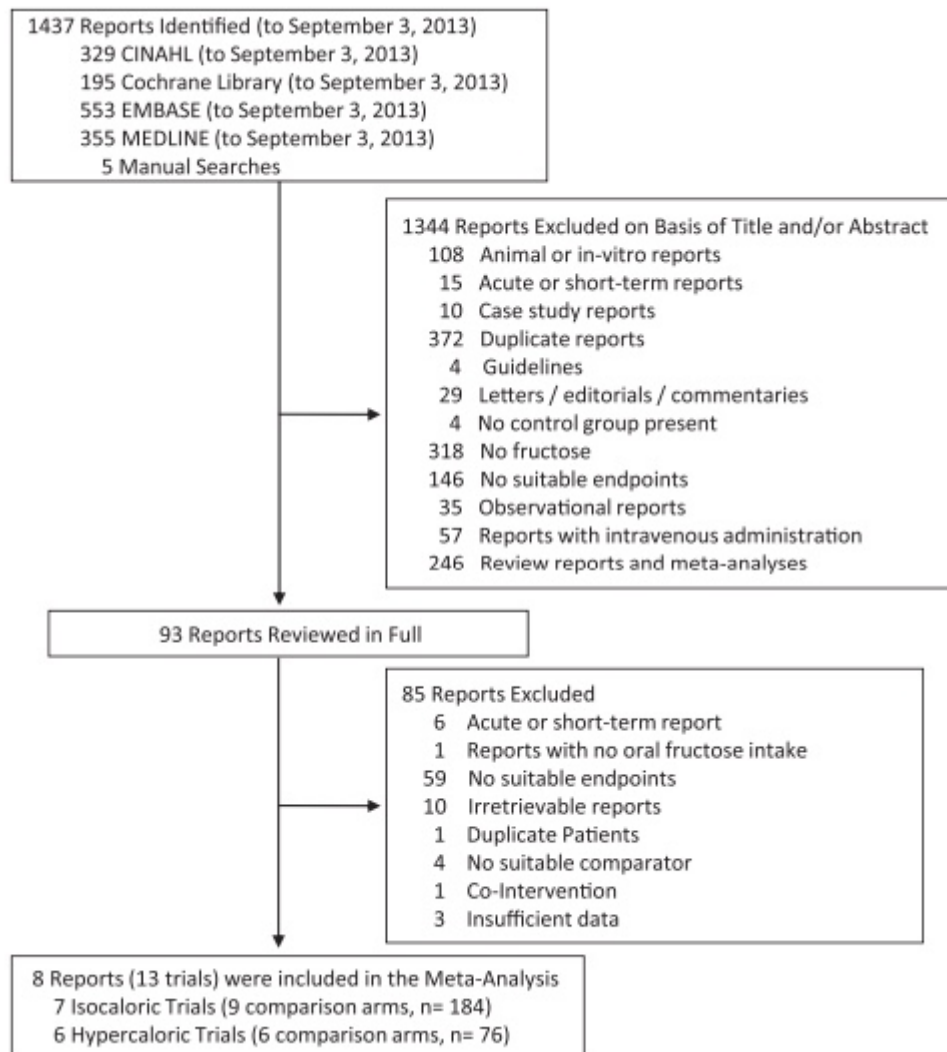 1437 Reports Identified (to September 3, 2013)
329 CINAHL (to September 3, 2013)
195 Cochrane Library (to September 3, 2013)
553 EMBASE (to September 3, 2013)
355 MEDLINE (to September 3, 2013)
5 Manual Searches
1344 Reports Excluded on Basis of Title and/or Abstract
108 Animal or in-vitro reports
15 Acute or short-term reports
10 Case study reports
372 Duplicate reports
4 Guidelines
29 Letters / editorials / commentaries
4 No control group present
318 No fructose
146 No suitable endpoints
35 Observational reports
57 Reports with intravenous administration
246 Review reports and meta-analyses
93 Reports Reviewed in Full
85 Reports Excluded
6 Acute or short-term report
1 Reports with no oral fructose intake
59 No suitable endpoints
10 Irretrievable reports
1 Duplicate Patients
4 No suitable comparator
1 Co-Intervention
3 Insufficient data
8 Reports (13 trials) were included in the Meta-Analysis
7 Isocaloric Trials (9 comparison arms, n= 184)
6 Hypercaloric Trials (6 comparison arms, n= 76)